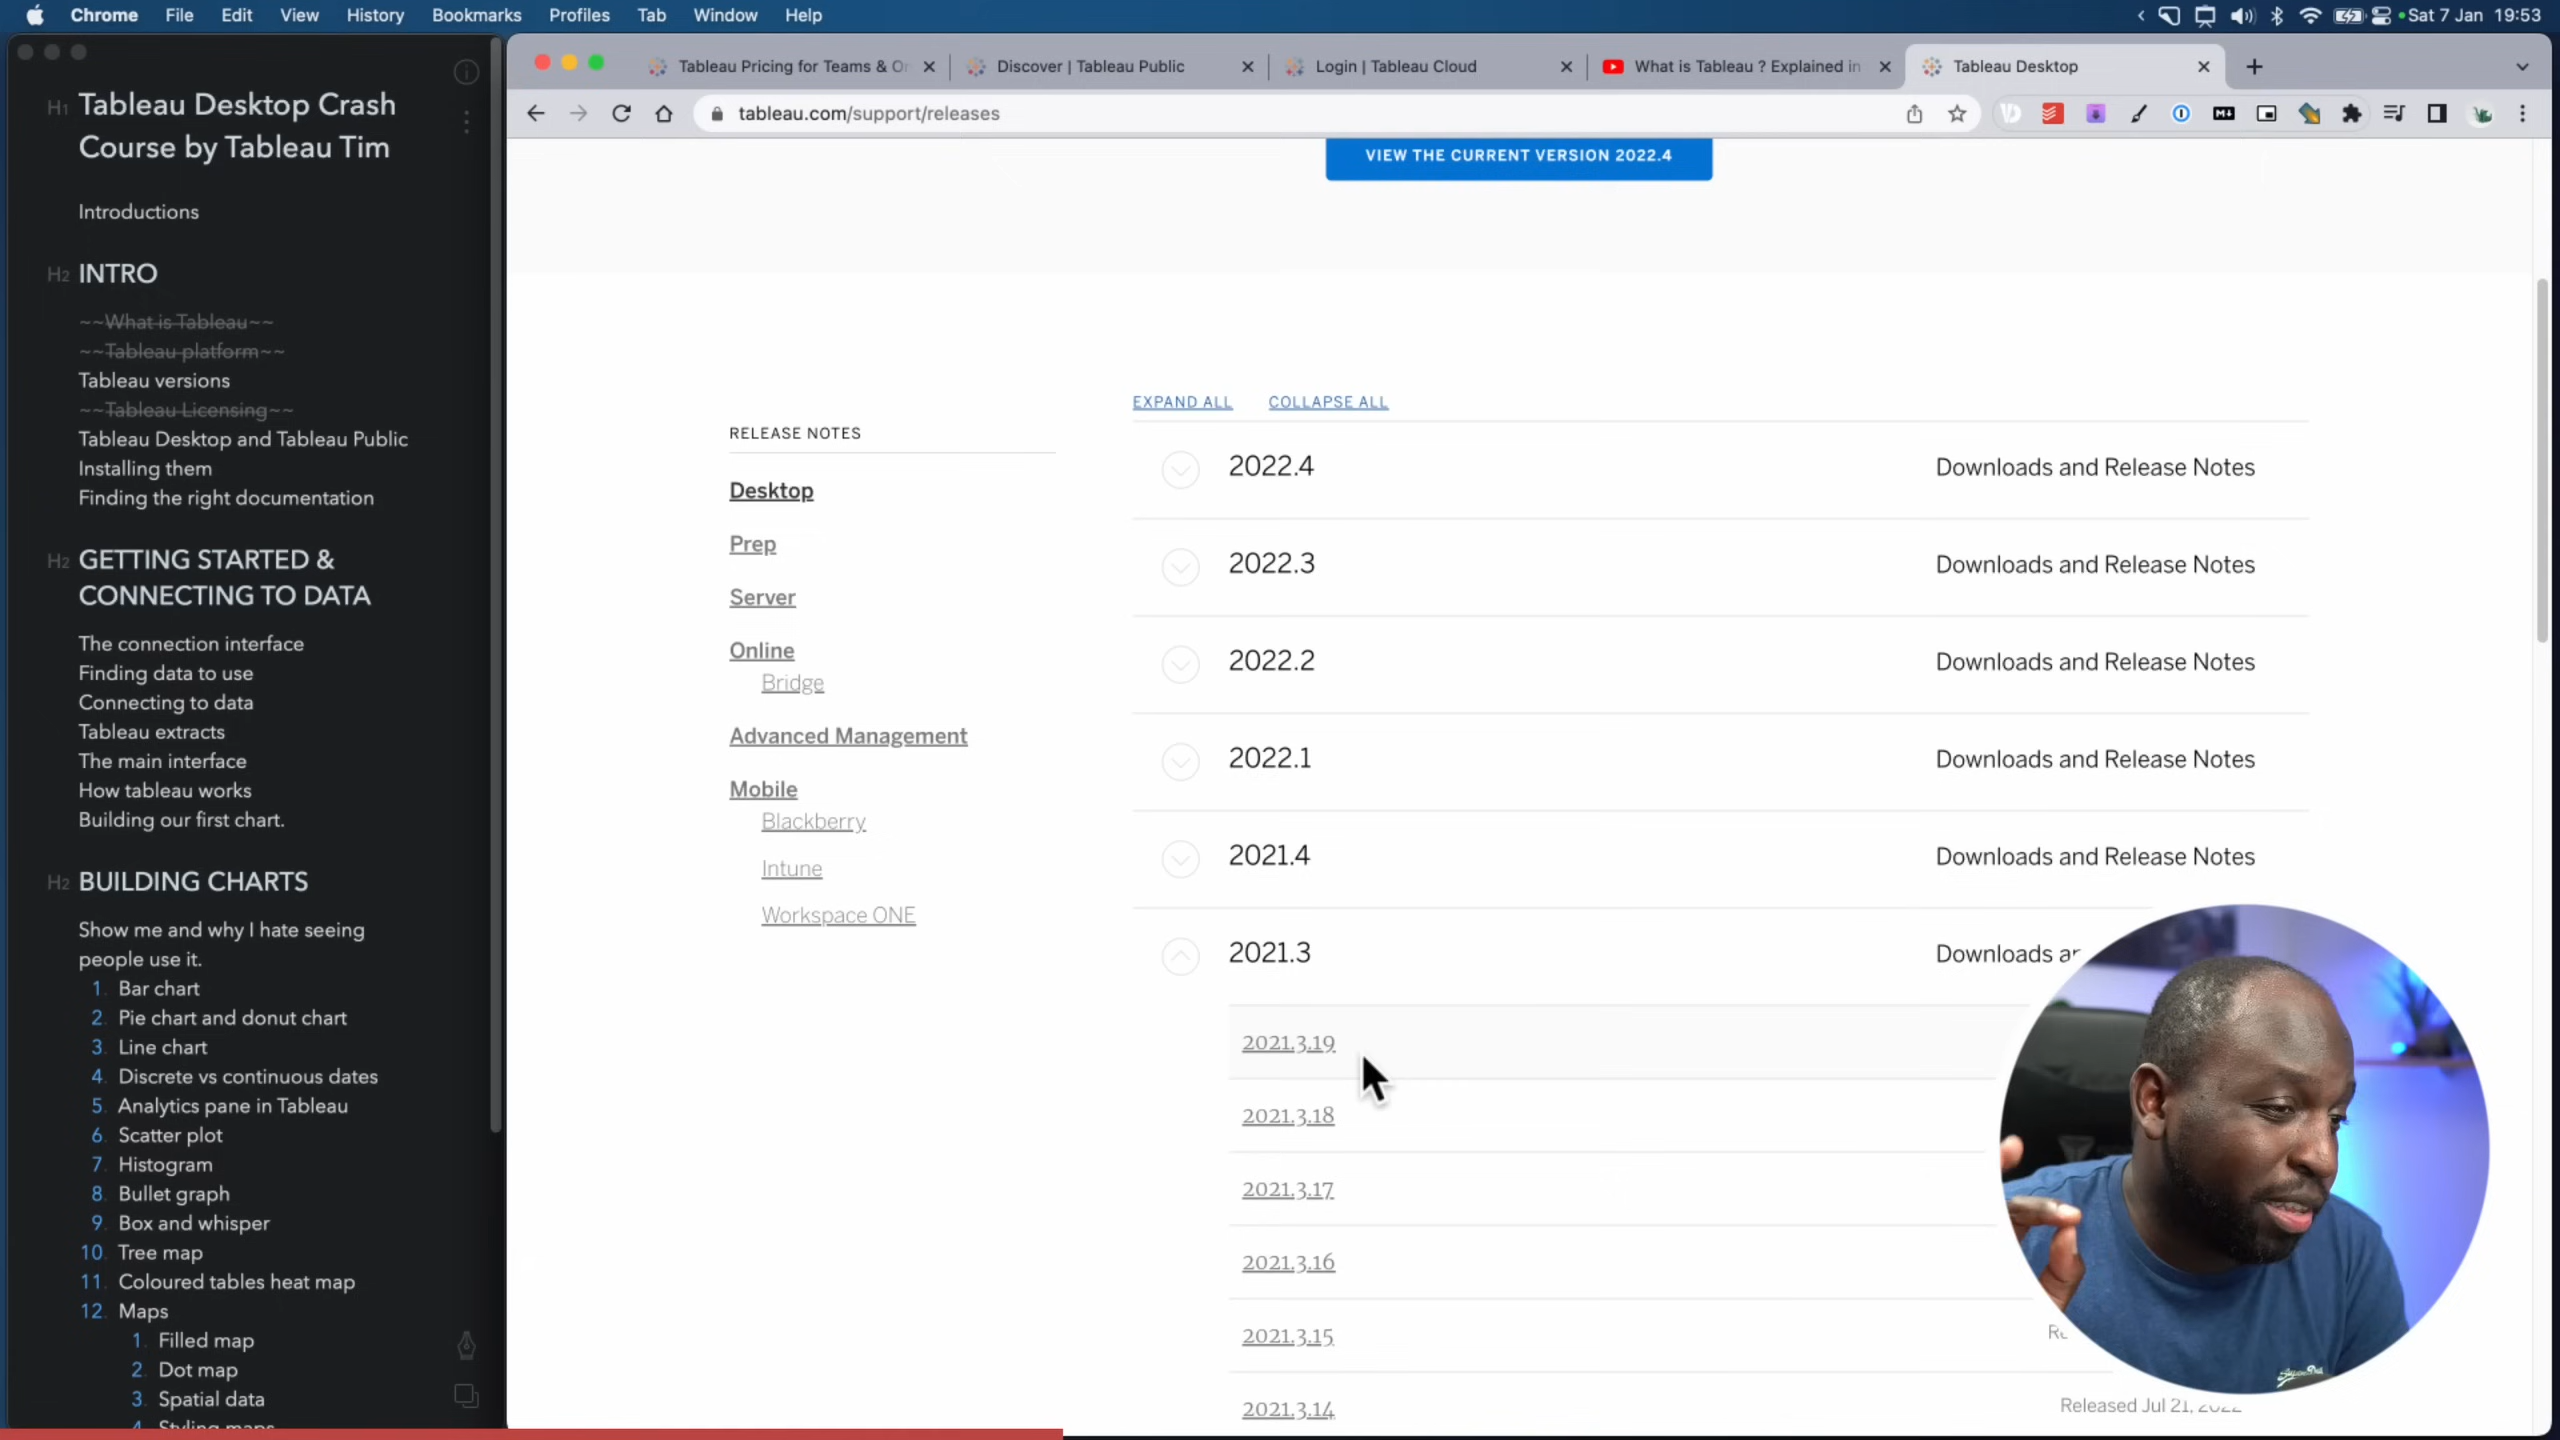 Chrome File Edit View History Bookmarks Profiles Tab Window Help
Sat 7 Jan 19:53
H1 Tableau Desktop Crash
Course by Tableau Tim
Introductions
H2 INTRO
~~What is Tableau~~
~~Tableau platform~~
Tableau versions
~~Tableau Licensing~~
Tableau Desktop and Tableau Public
Installing them
Finding the right documentation
H2 GETTING STARTED &
CONNECTING TO DATA
The connection interface
Finding data to use
Connecting to data
Tableau extracts
The main interface
How tableau works
Building our first chart.
H2 BUILDING CHARTS
Show me and why I hate seeing
people use it.
1. Bar chart
2. Pie chart and donut chart
3. Line chart
4. Discrete vs continuous dates
5. Analytics pane in Tableau
6. Scatter plot
7. Histogram
8. Bullet graph
9. Box and whisper
10. Tree map
11. Coloured tables heat map
12. Maps
1. Filled map
2. Dot map
3. Spatial data
4. Styling maps
Tableau Pricing for Teams & Or
Discover | Tableau Public
Login | Tableau Cloud
What is Tableau ? Explained in
Tableau Desktop
tableau.com/support/releases
VIEW THE CURRENT VERSION 2022.4
RELEASE NOTES
Desktop
Prep
Server
Online
Bridge
Advanced Management
Mobile
Blackberry
Intune
Workspace ONE
EXPAND ALL COLLAPSE ALL
2022.4 Downloads and Release Notes
2022.3 Downloads and Release Notes
2022.2 Downloads and Release Notes
2022.1 Downloads and Release Notes
2021.4 Downloads and Release Notes
2021.3 Downloads
2021.3.19
2021.3.18
2021.3.17
2021.3.16
2021.3.15
2021.3.14 Released Jul 21, 2022